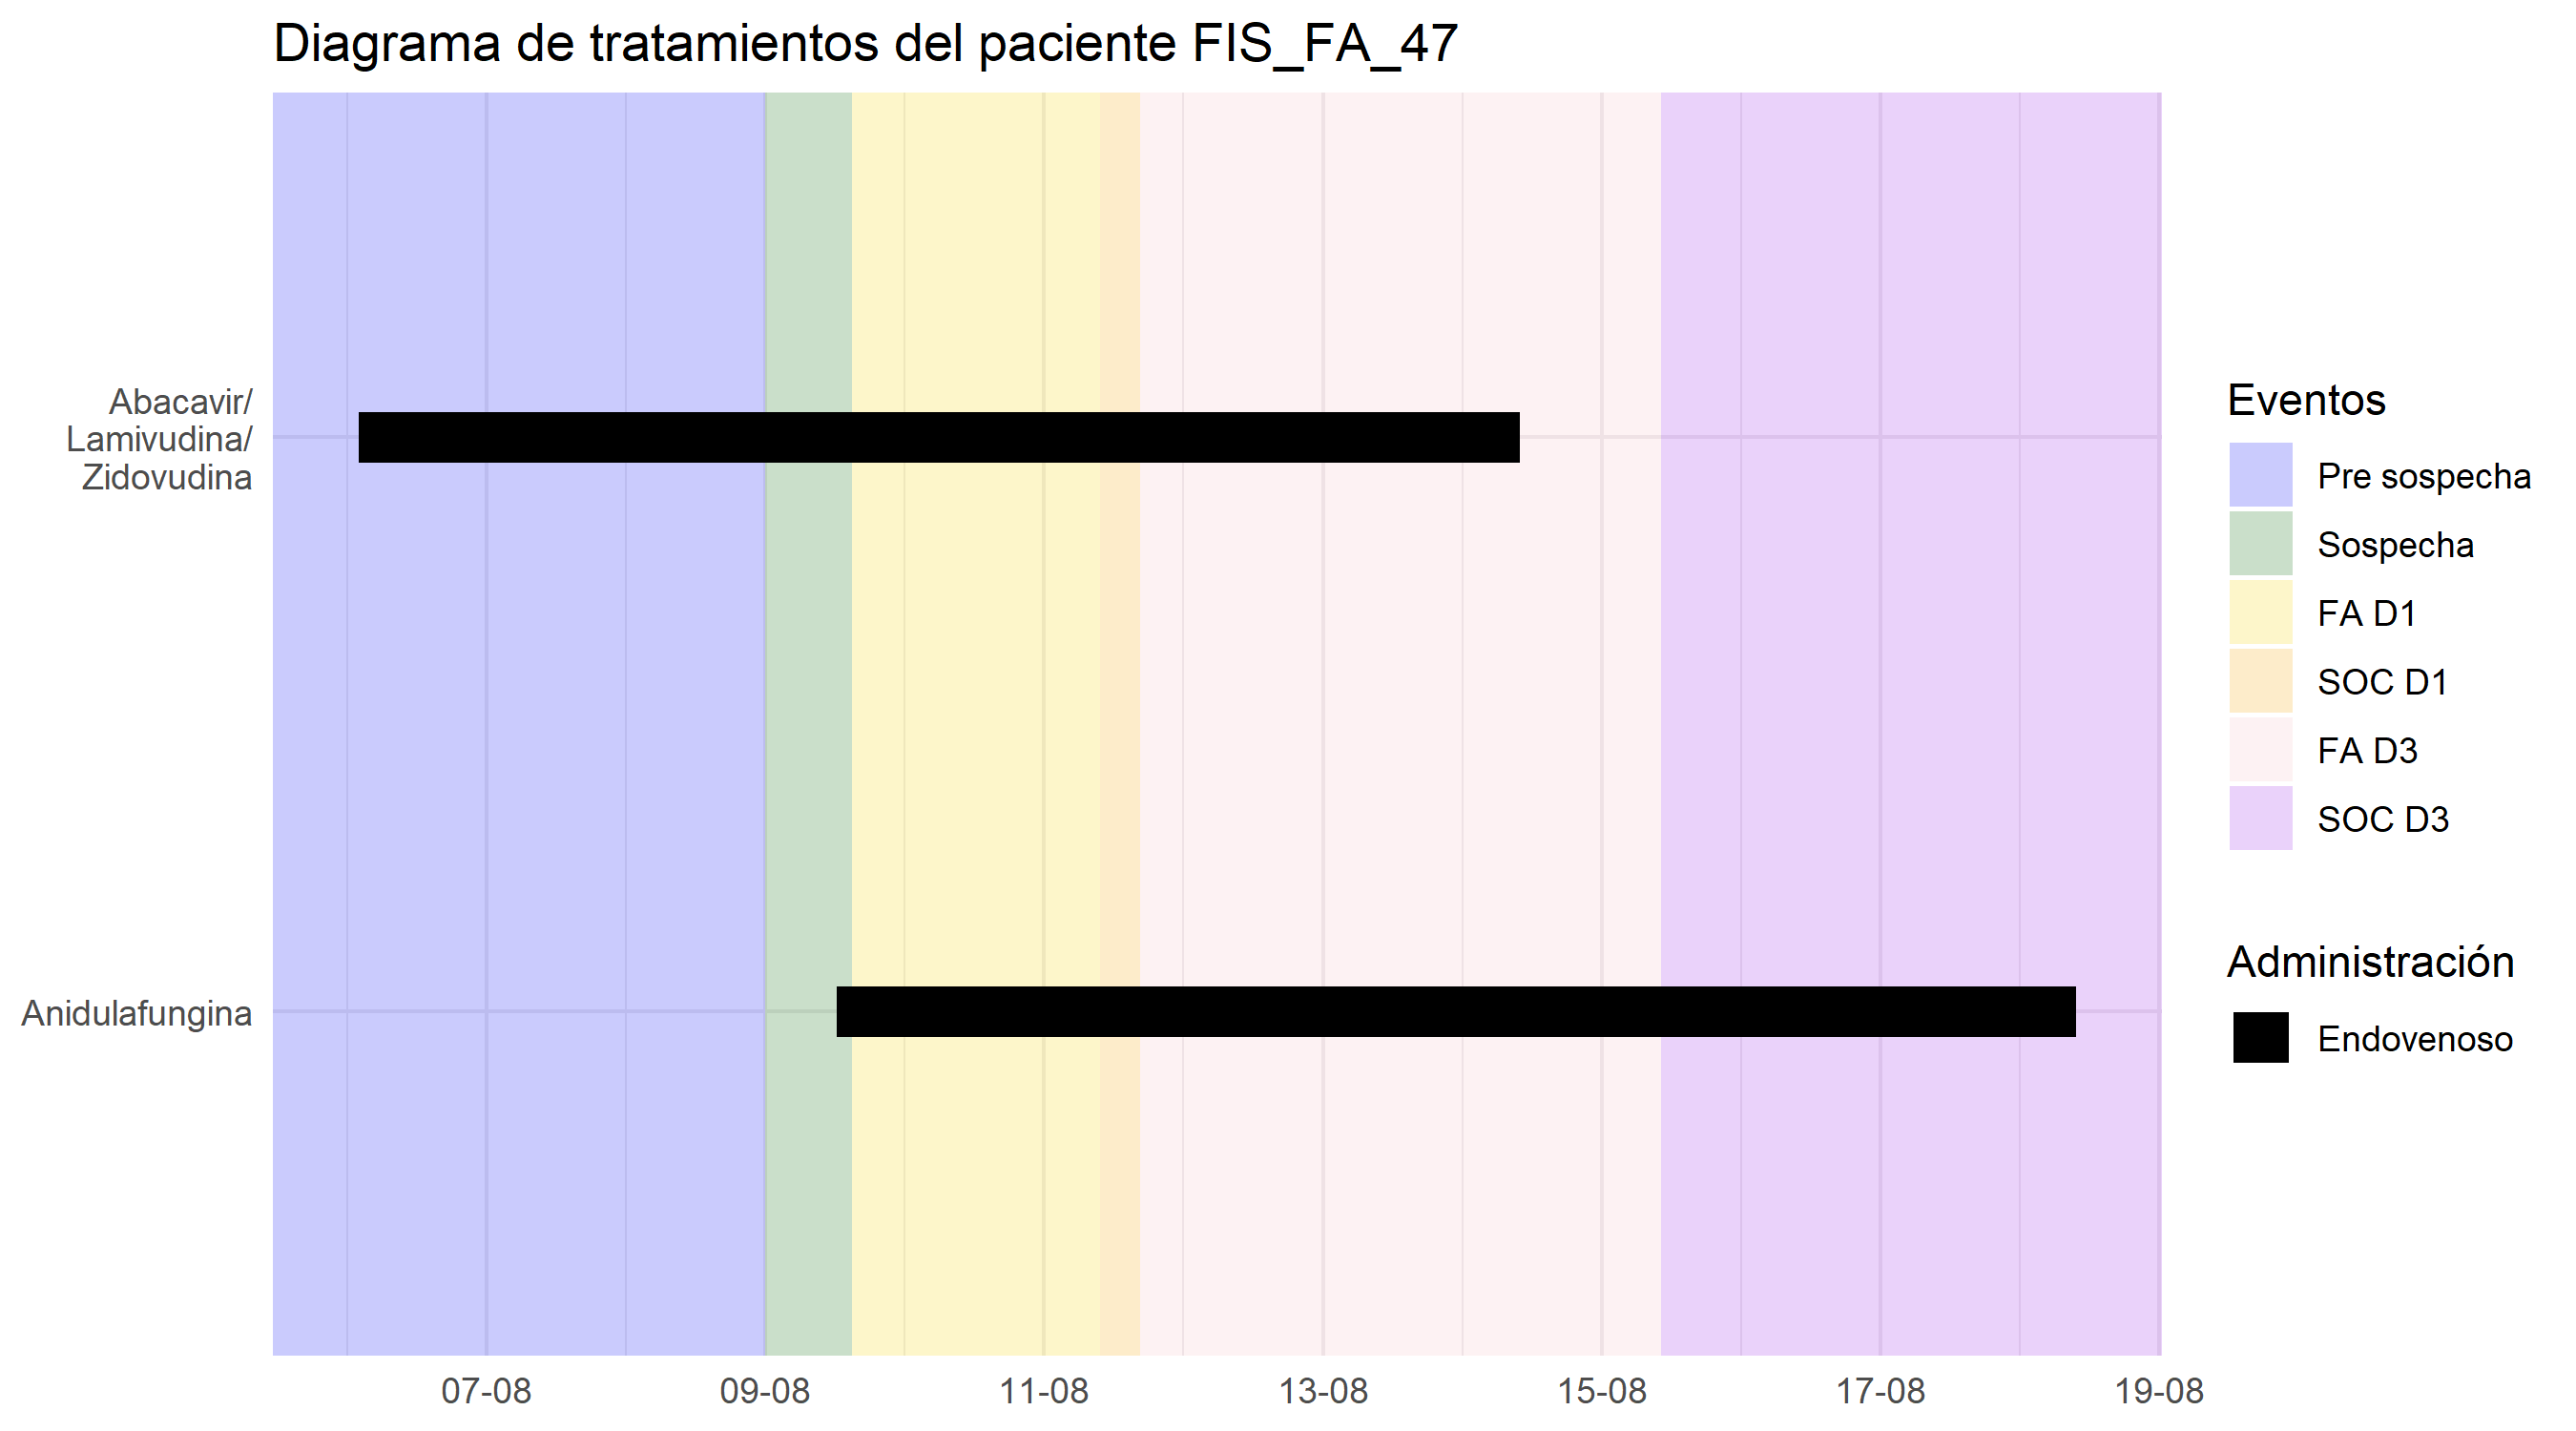 Diagrama de tratamientos del paciente FIS_FA_47
Abacavir/
Lamivudina/
Zidovudina
Anidulafungina
07-08
09-08
11-08
13-08
15-08
17-08
19-08
Eventos
Pre sospecha
Sospecha
FA D1
SOC D1
FA D3
SOC D3
Administración
Endovenoso